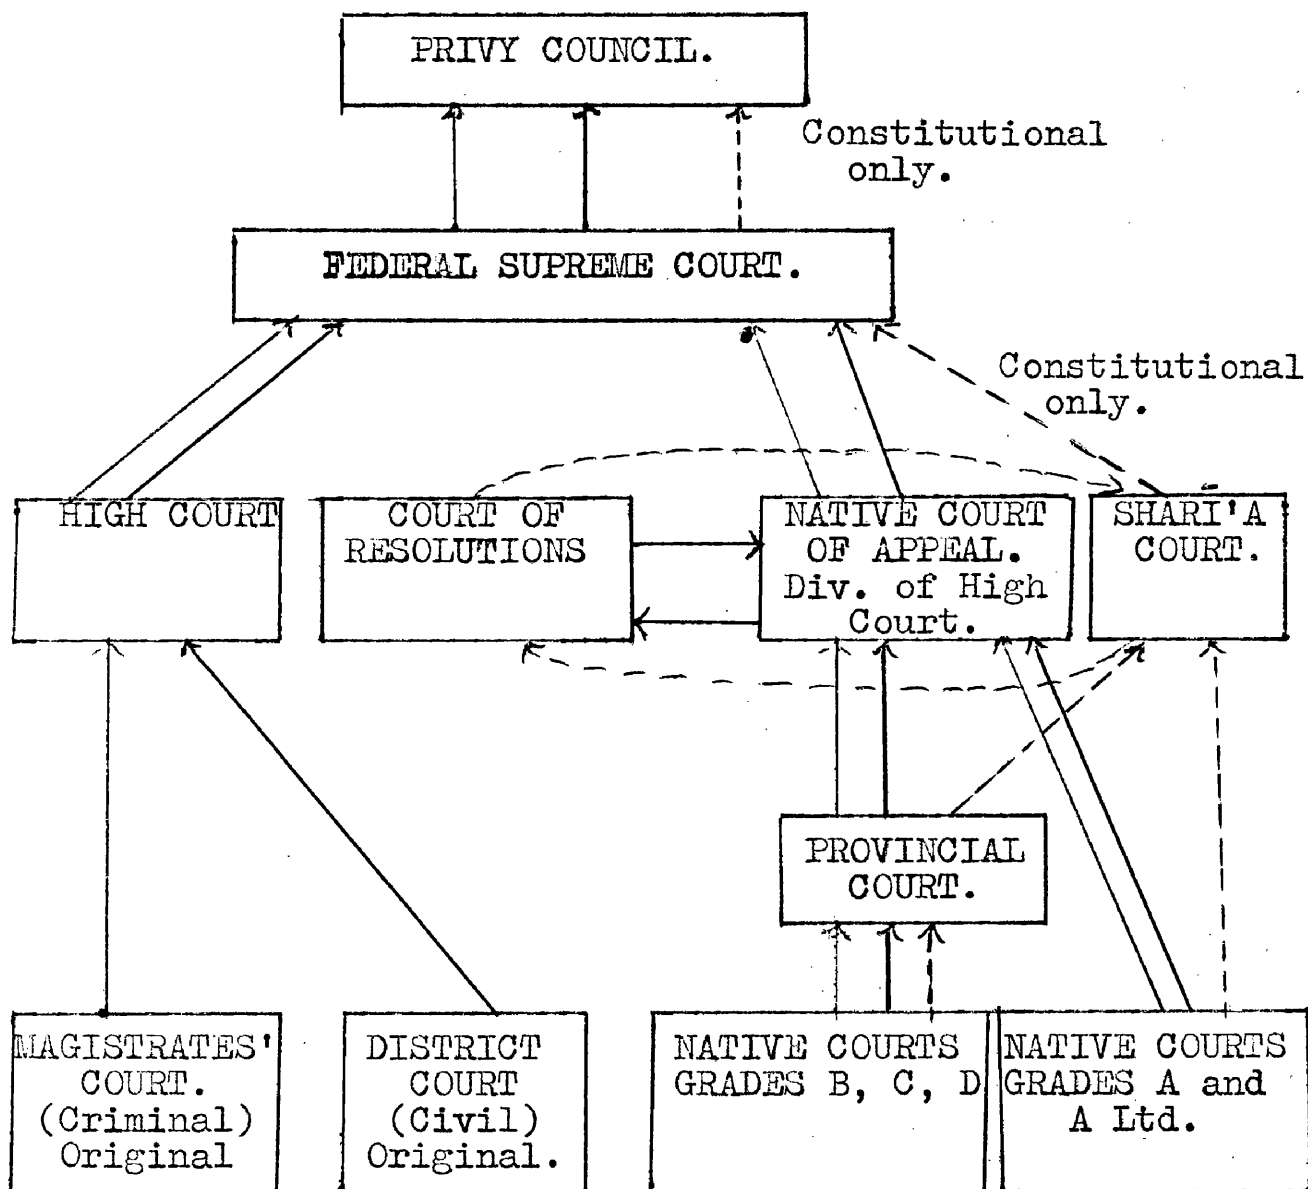 PRIVY COUNCIL.
Constitutional
only.
FEDERAL SUPREME COURT.
Constitutional
only.
HIGH COURT
COURT OF
RESOLUTIONS
NATIVE COURT
OF APPEAL.
Div. of High
Court.
SHARI'A
COURT.
PROVINCIAL
COURT.
MAGISTRATES'
COURT.
(Criminal)
Original
DISTRICT
COURT
(Civil)
Original.
NATIVE COURTS
GRADES B, C, D
NATIVE COURTS
GRADES A and
A Ltd.